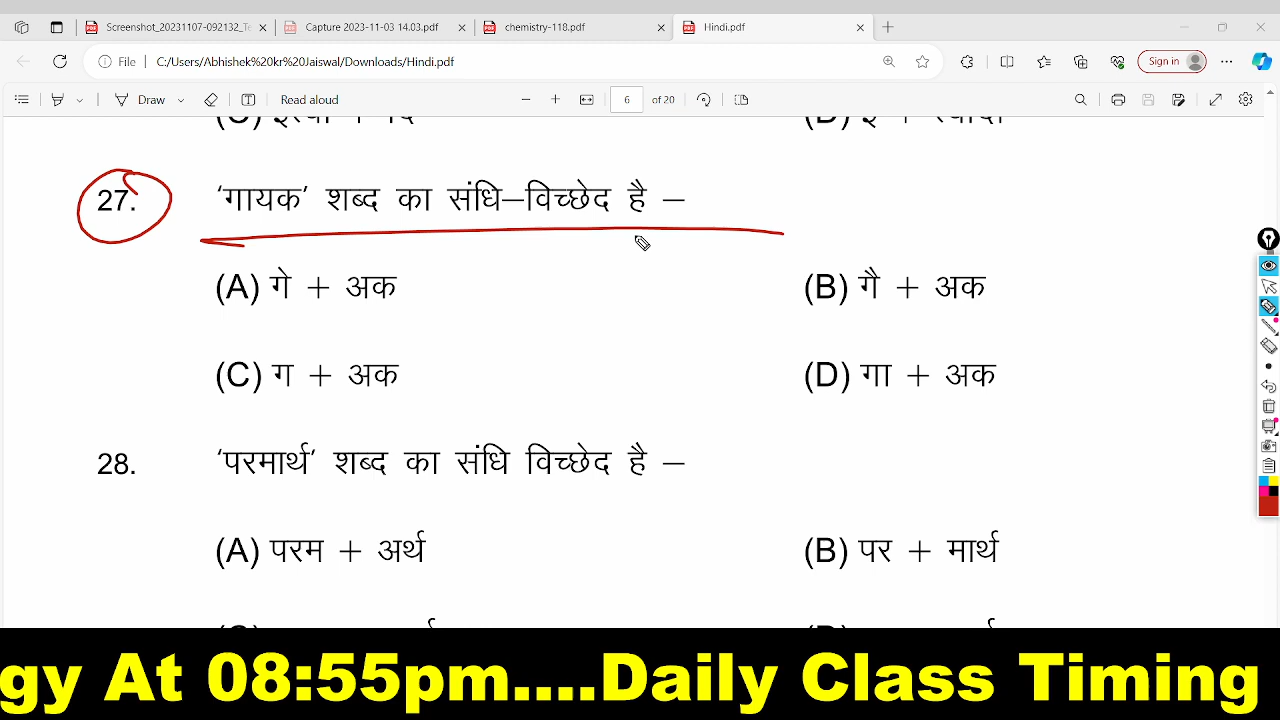 Screenshot_20231107-092132_Te
Capture 2023-11-03 14.03.pdf
chemistry-118.pdf
Hindi.pdf
File C:/Users/Abhishek%20kr%20Jaiswal/Downloads/Hindi.pdf
Sign in
Draw
Read aloud
6 of 20
27. 'गायक' शब्द का संधि–विच्छेद है –
(A) गे + अक (B) गै + अक
(C) ग + अक (D) गा + अक
28. 'परमार्थ' शब्द का संधि विच्छेद है –
(A) परम + अर्थ (B) पर + मार्थ
gy At 08:55pm....Daily Class Timing